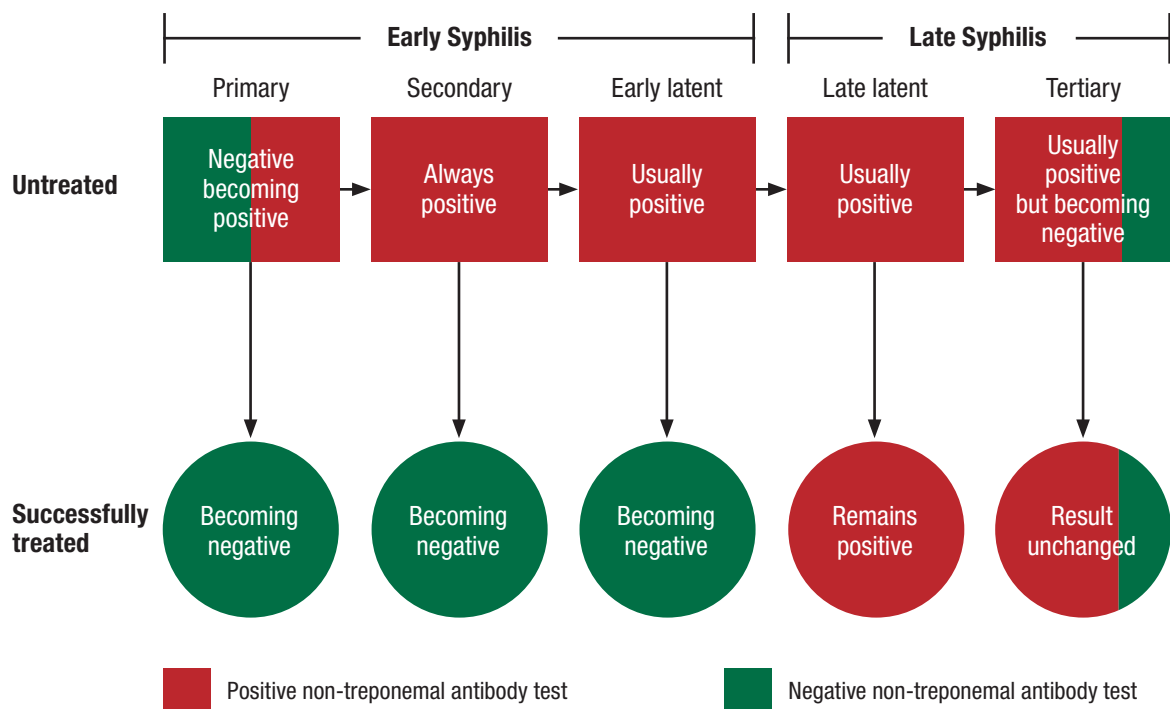 Early Syphilis
Late Syphilis
Primary
Secondary
Early latent
Late latent
Tertiary
Untreated
Negative
becoming
positive
Always
positive
Usually
positive
Usually
positive
Usually
positive
but becoming
negative
Successfully
treated
Becoming
negative
Becoming
negative
Becoming
negative
Remains
positive
Result
unchanged
Positive non-treponemal antibody test
Negative non-treponemal antibody test